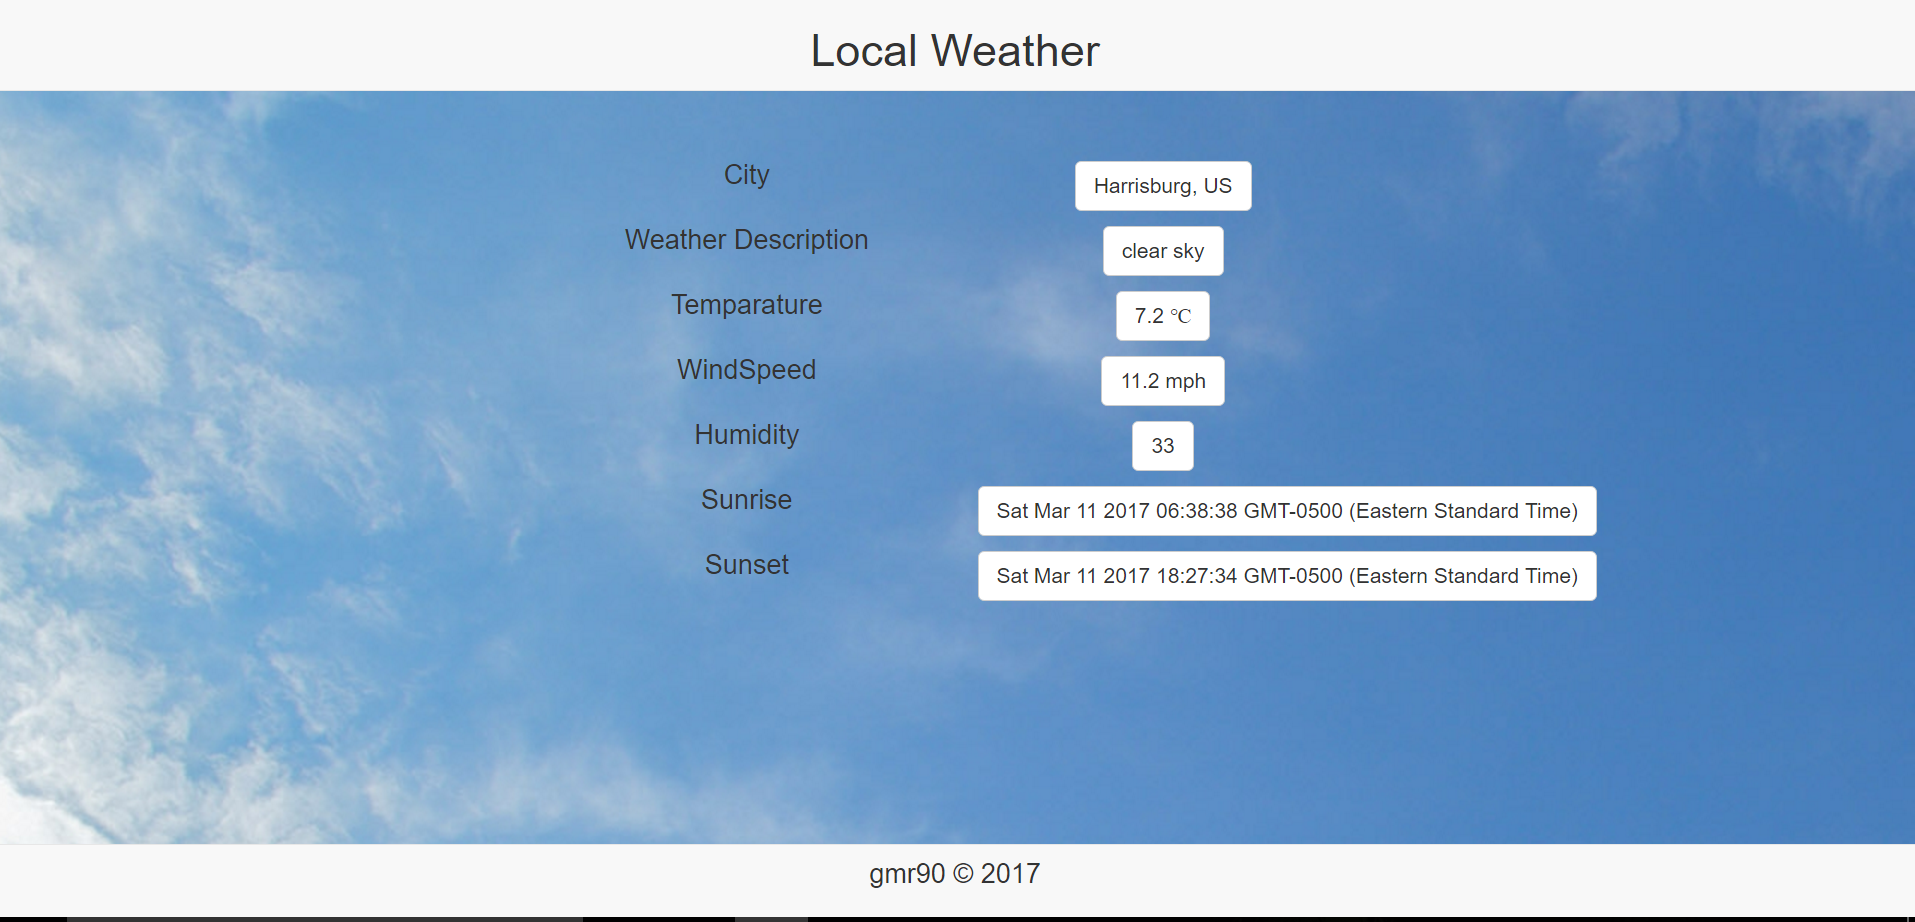 Local Weather
City
Harrisburg, US
Weather Description
clear sky
Temparature
7.2 ℃
WindSpeed
11.2 mph
Humidity
33
Sunrise
Sat Mar 11 2017 06:38:38 GMT-0500 (Eastern Standard Time)
Sunset
Sat Mar 11 2017 18:27:34 GMT-0500 (Eastern Standard Time)
gmr90 © 2017